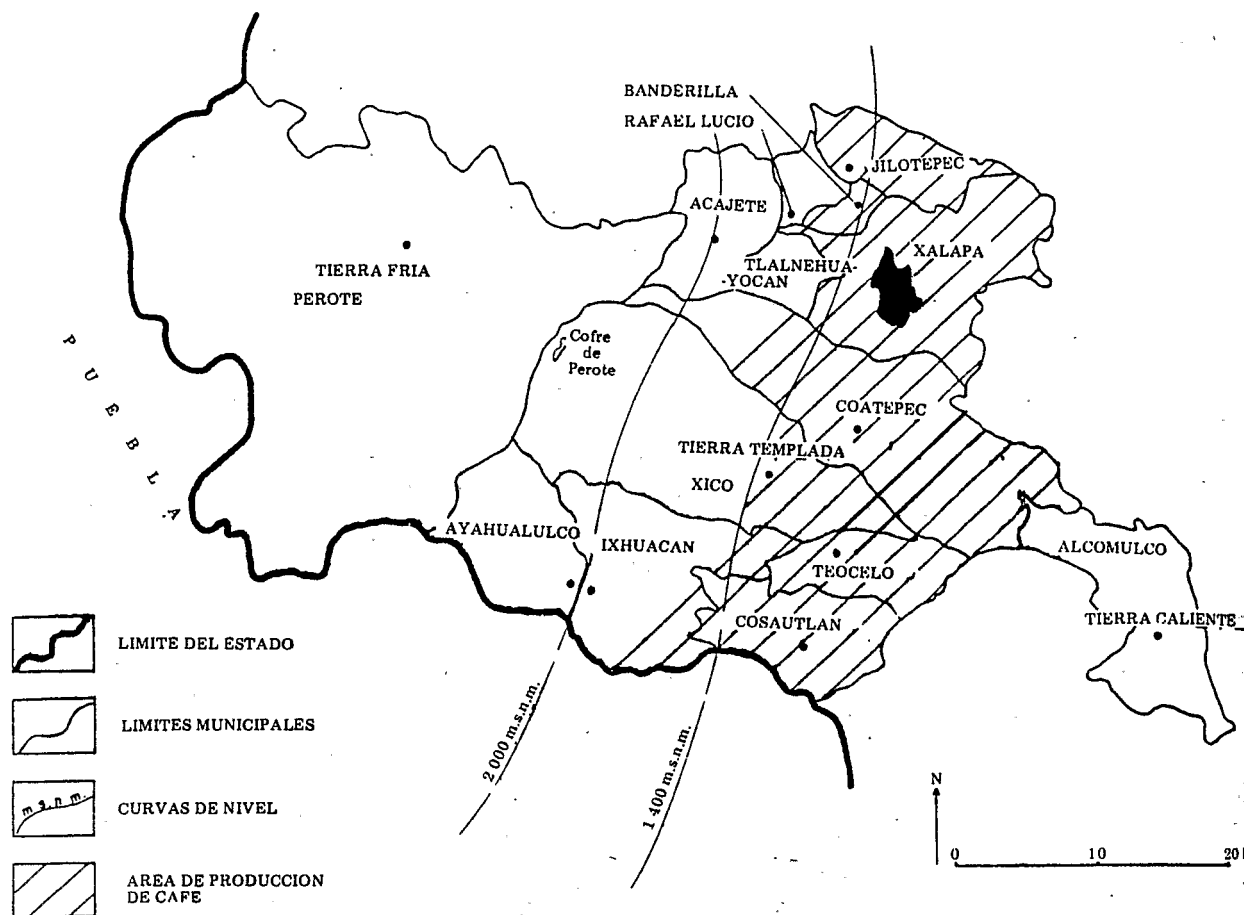 BANDERILLA
RAFAEL LUCIO
JILOTEPEC
ACAJETE
XALAPA
TLALNEHUA-
-YOCAN
TIERRA FRIA
PEROTE
Cofre
de
Perote
PUEBLA
COATEPEC
TIERRA TEMPLADA
XICO
AYAHUALULCO
IXHUACAN
TEOCELO
ALCOMULCO
COSAUTLAN
TIERRA CALIENTE
2 000 m.s.n.m.
1 400 m.s.n.m.
LIMITE DEL ESTADO
LIMITES MUNICIPALES
m s.n m.
CURVAS DE NIVEL
AREA DE PRODUCCION
DE CAFE
N
0 10 20